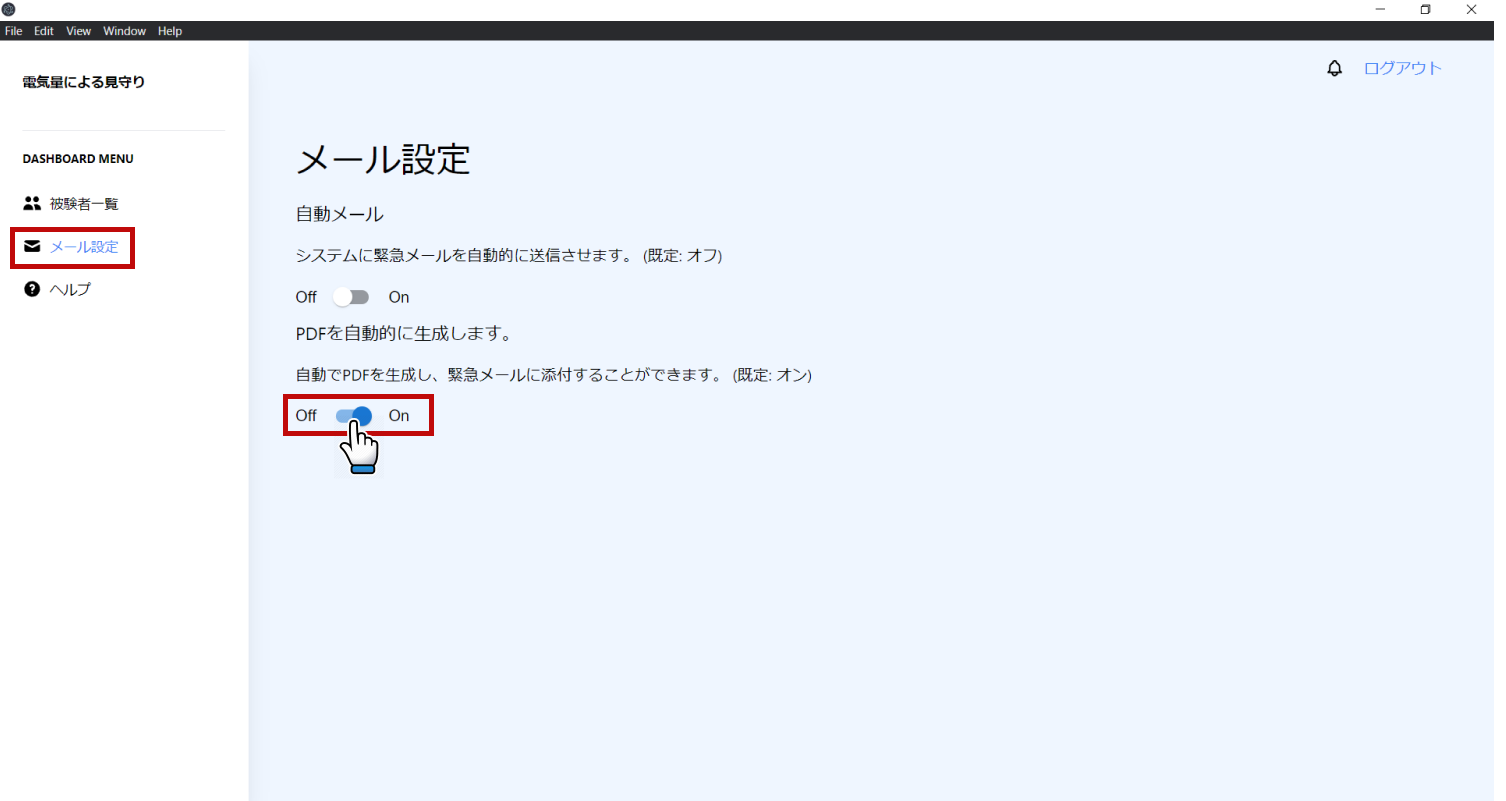 File Edit View Window Help
電気量による見守り
ログアウト
DASHBOARD MENU
被験者一覧
メール設定
ヘルプ
メール設定
自動メール
システムに緊急メールを自動的に送信させます。 (既定: オフ)
Off On
PDFを自動的に生成します。
自動でPDFを生成し、緊急メールに添付することができます。 (既定: オン)
Off On